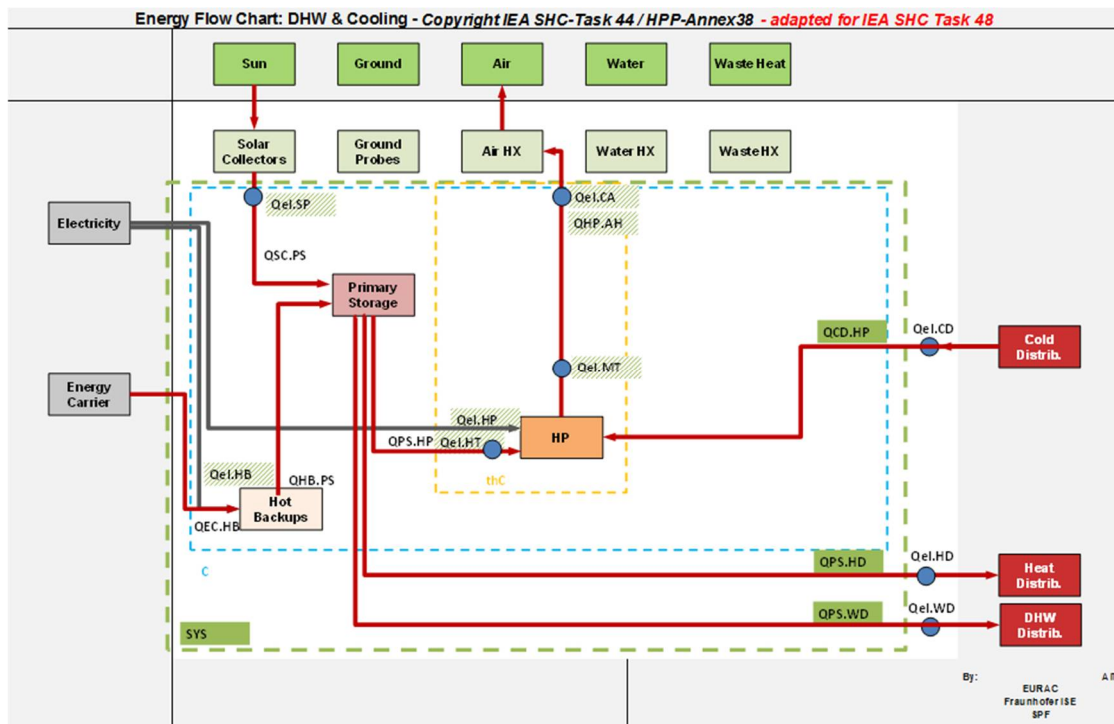 Energy Flow Chart: DHW & Cooling - Copyright IEA SHC-Task 44 / HPP-Annex38 - adapted for IEA SHC Task 48
Sun
Ground
Air
Water
Waste Heat
Solar
Collectors
Ground
Probes
Air HX
Water HX
Waste HX
Qel.SP
Qel.CA
Electricity
QHP.AH
QSC.PS
Primary
Storage
QCD.HP
Qel.CD
Cold
Distrib.
Qel.MT
Energy
Carrier
Qel.HP
QPS.HP
Qel.HT
HP
Qel.HB
QHB.PS
thC
Hot
Backups
QEC.HB
C
QPS.HD
Qel.HD
Heat
Distrib.
QPS.WD
Qel.WD
DHW
Distrib.
SYS
By:
EURAC
Fraunhofer ISE
SPF